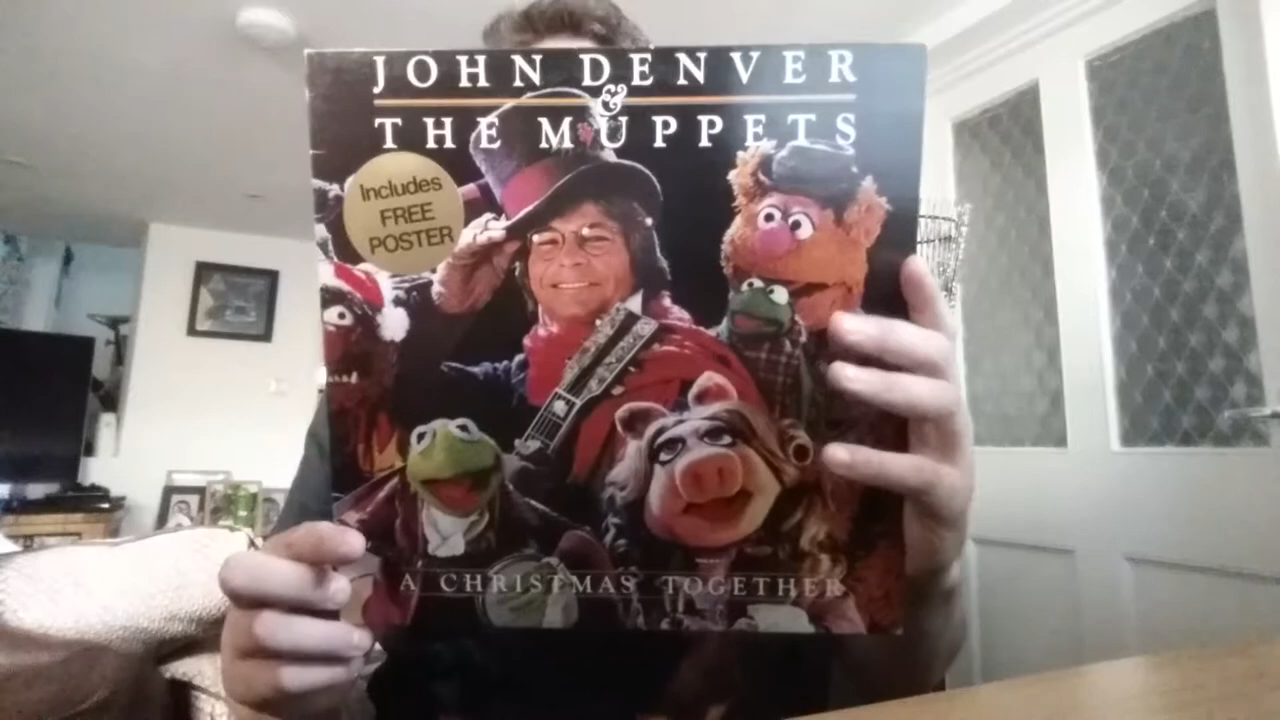 JOHN DENVER
&
THE MUPPETS
Includes
FREE
POSTER
A CHRISTMAS TOGETHER